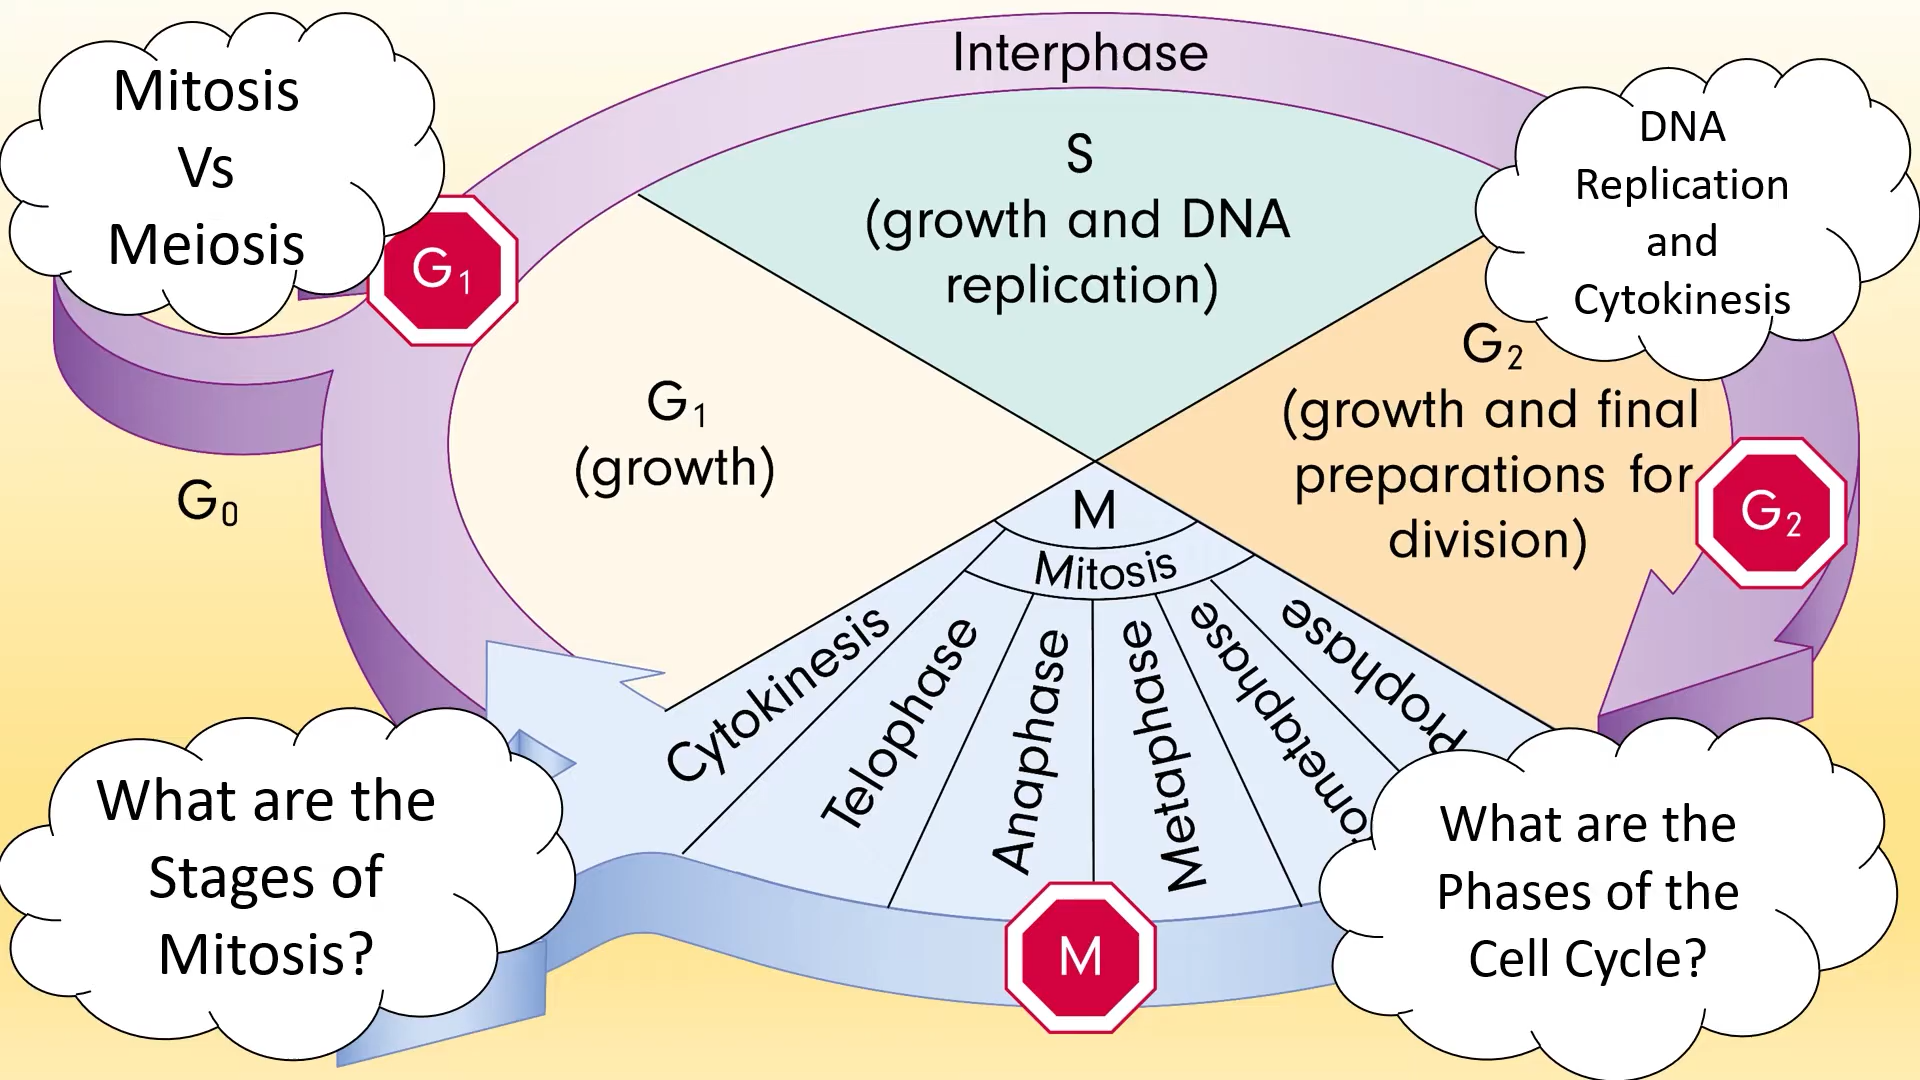 Interphase
Mitosis
Vs
Meiosis
DNA
Replication
and
Cytokinesis
S
(growth and DNA
replication)
G₁
G₁
(growth)
G₀
G₂
(growth and final
preparations for
division)
G₂
M
Mitosis
Cytokinesis
Telophase
Anaphase
Metaphase
ometaphase
Prophase
What are the
Stages of
Mitosis?
M
What are the
Phases of the
Cell Cycle?